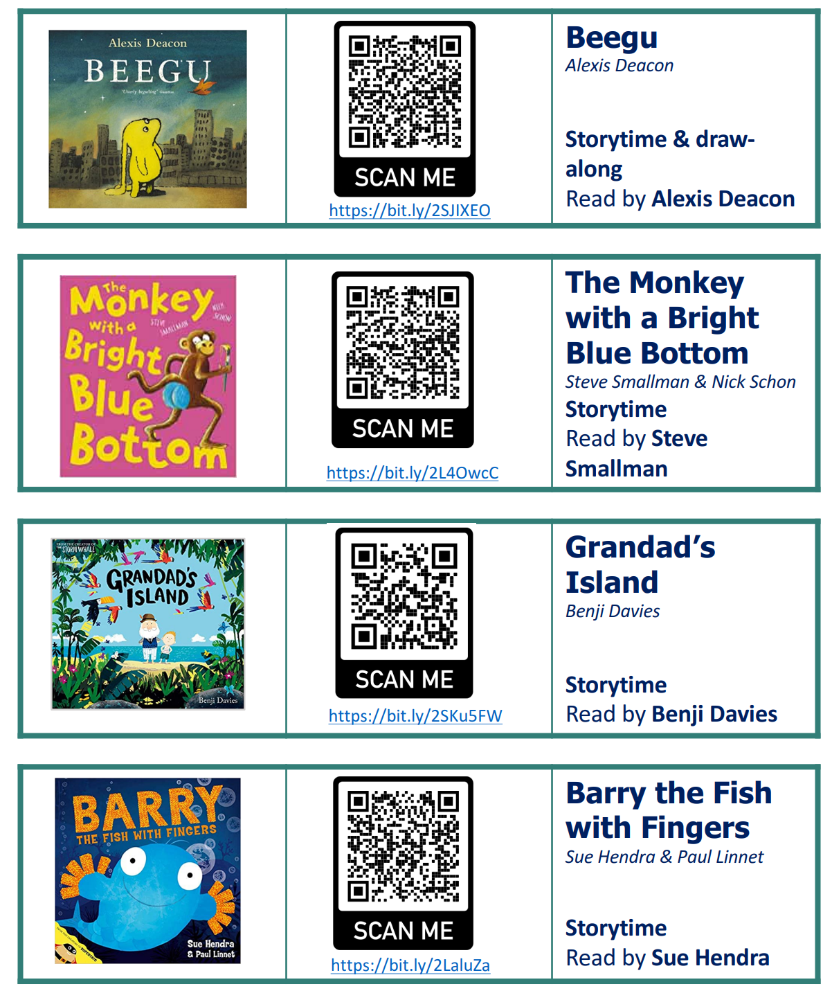 Alexis Deacon
BEEGU
'Utterly beguiling' Guardian
SCAN ME
https://bit.ly/2SJIXEO
Beegu
Alexis Deacon
Storytime & draw-
along
Read by Alexis Deacon
The
Monkey
with a
Bright
Blue
Bottom
STEVE
SMALLMAN
NICK
SCHON
SCAN ME
https://bit.ly/2L4OwcC
The Monkey
with a Bright
Blue Bottom
Steve Smallman & Nick Schon
Storytime
Read by Steve
Smallman
FROM THE CREATOR OF
THE STORM WHALE
GRANDAD'S
ISLAND
Benji Davies
SCAN ME
https://bit.ly/2SKu5FW
Grandad’s
Island
Benji Davies
Storytime
Read by Benji Davies
BARRY
THE FISH WITH FINGERS
Sue Hendra
& Paul Linnet
SCAN ME
https://bit.ly/2LaluZa
Barry the Fish
with Fingers
Sue Hendra & Paul Linnet
Storytime
Read by Sue Hendra